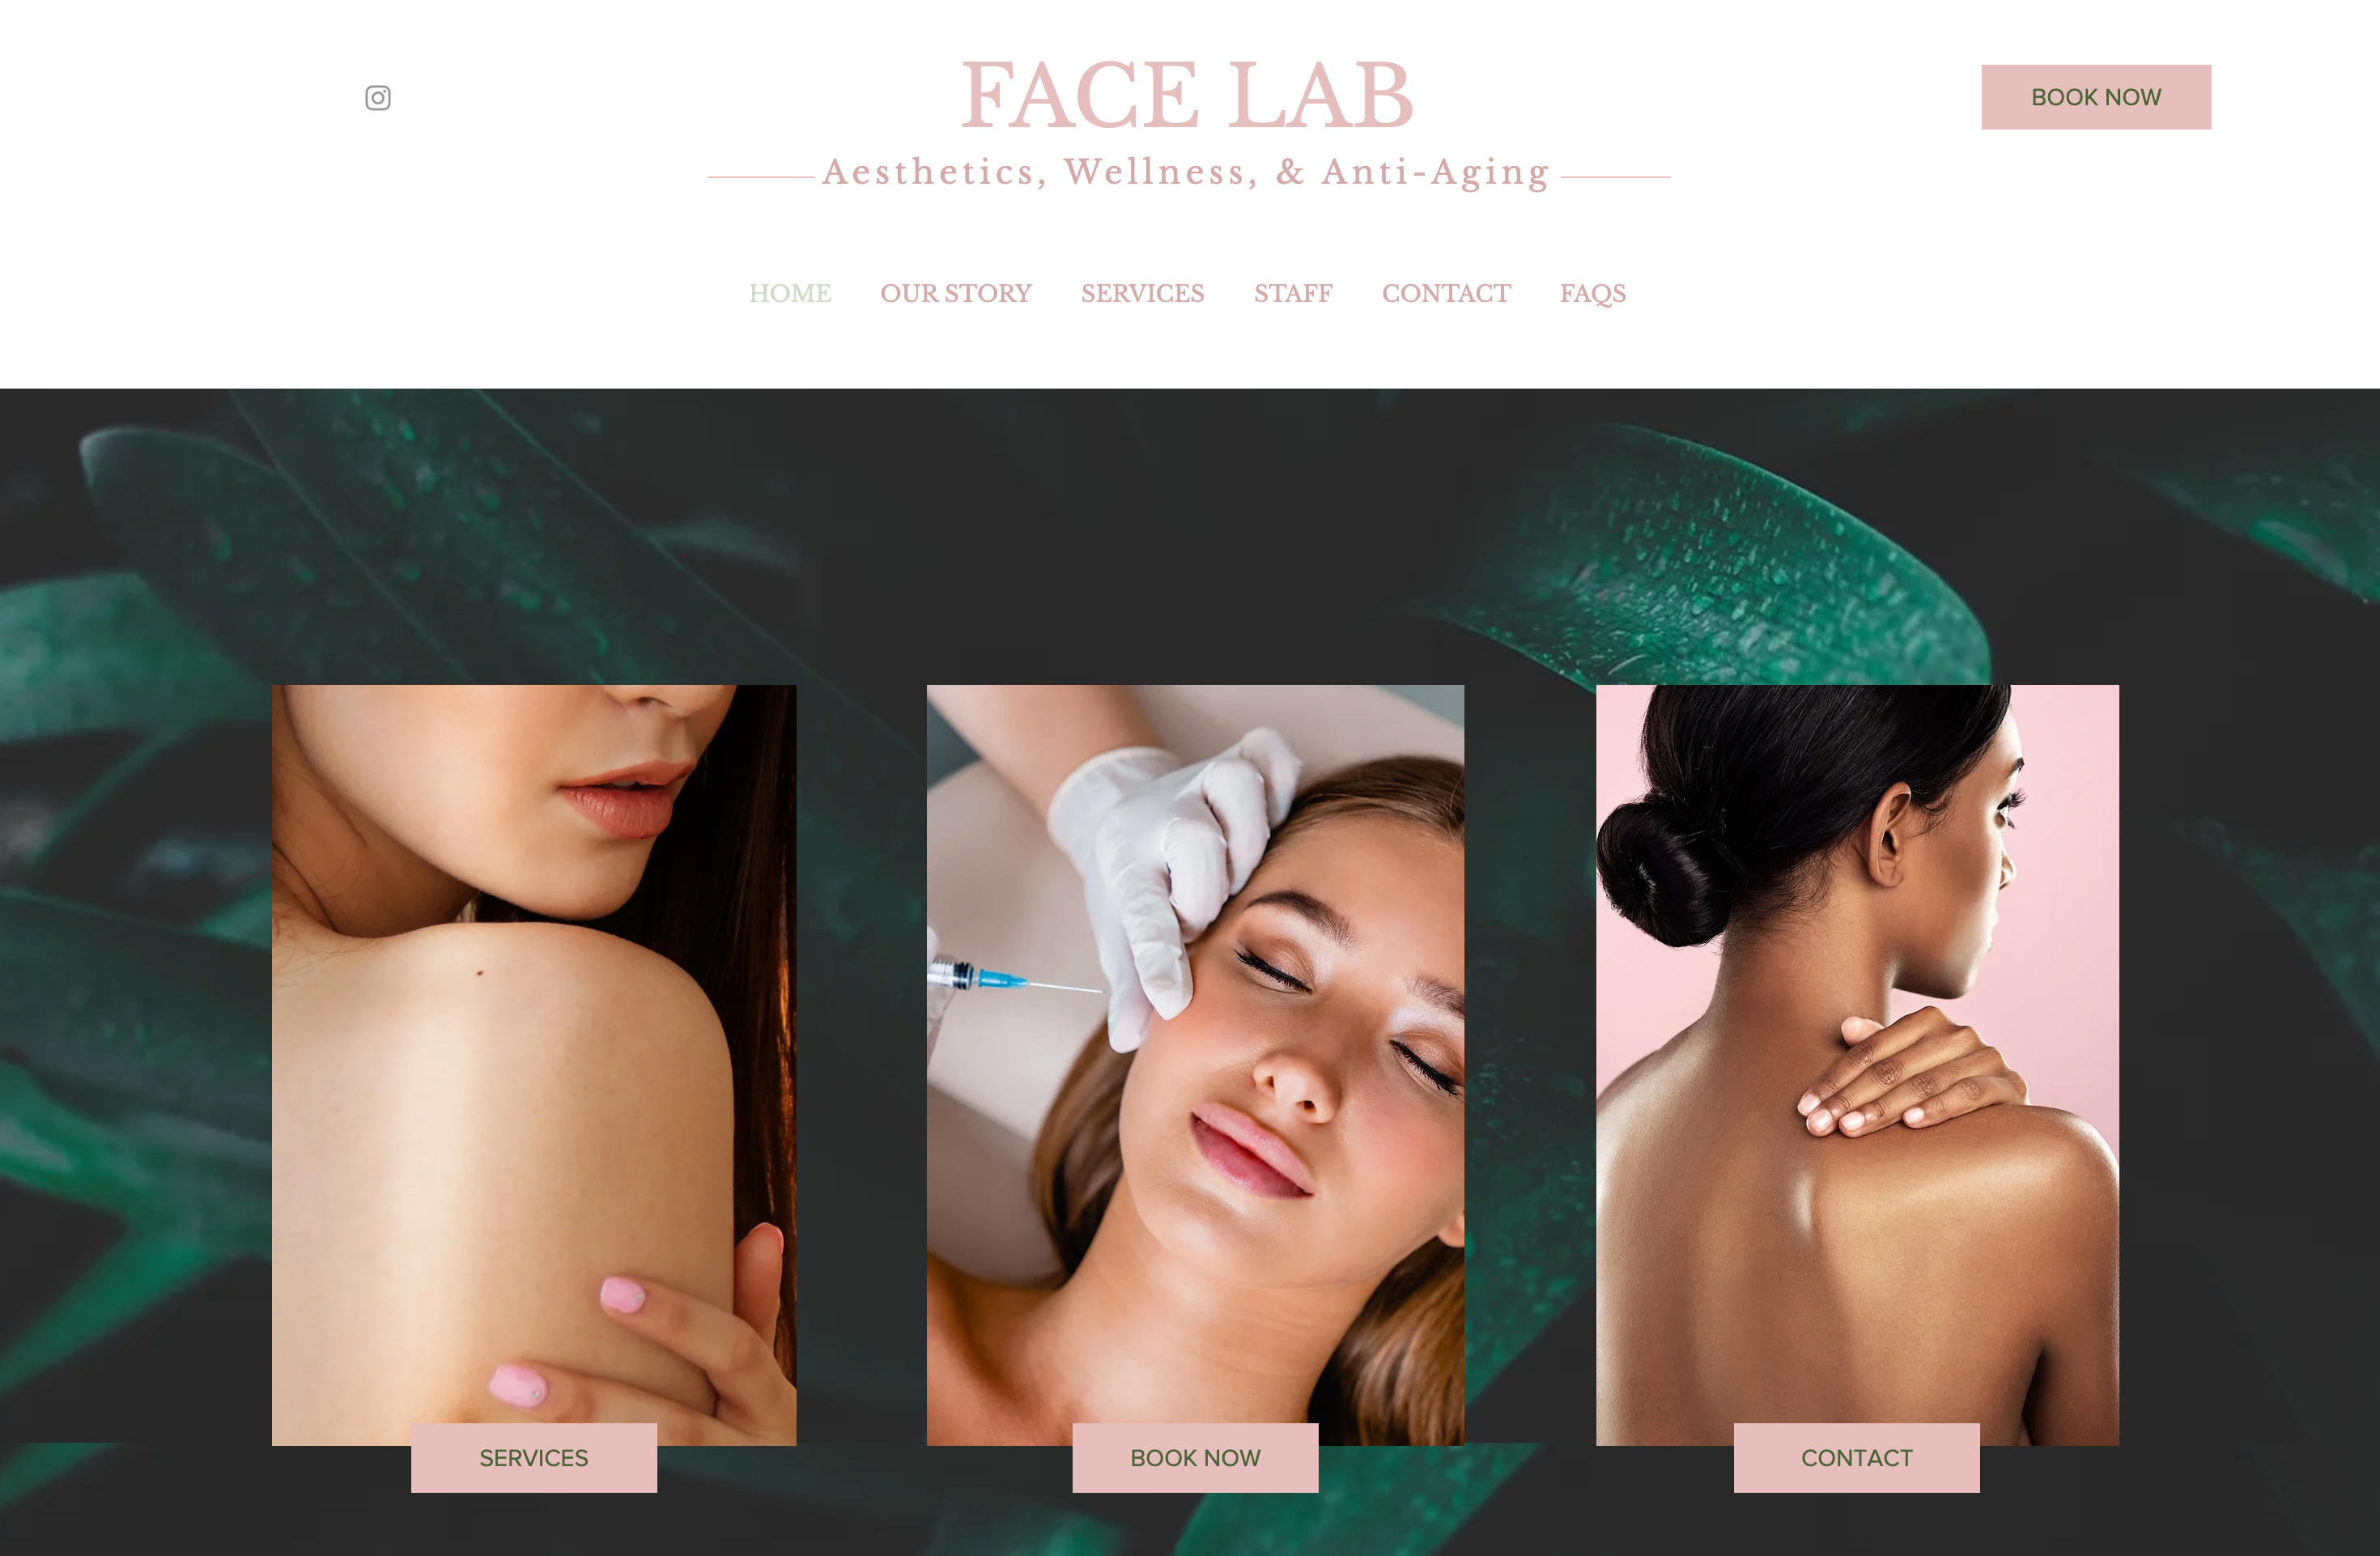 FACE LAB
BOOK NOW
Aesthetics, Wellness, & Anti-Aging
HOME OUR STORY SERVICES STAFF CONTACT FAQS
SERVICES
BOOK NOW
CONTACT